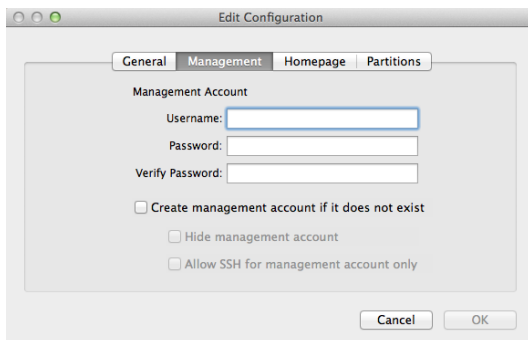 Edit Configuration
General Management Homepage Partitions
Management Account
Username:
Password:
Verify Password:
Create management account if it does not exist
Hide management account
Allow SSH for management account only
Cancel OK